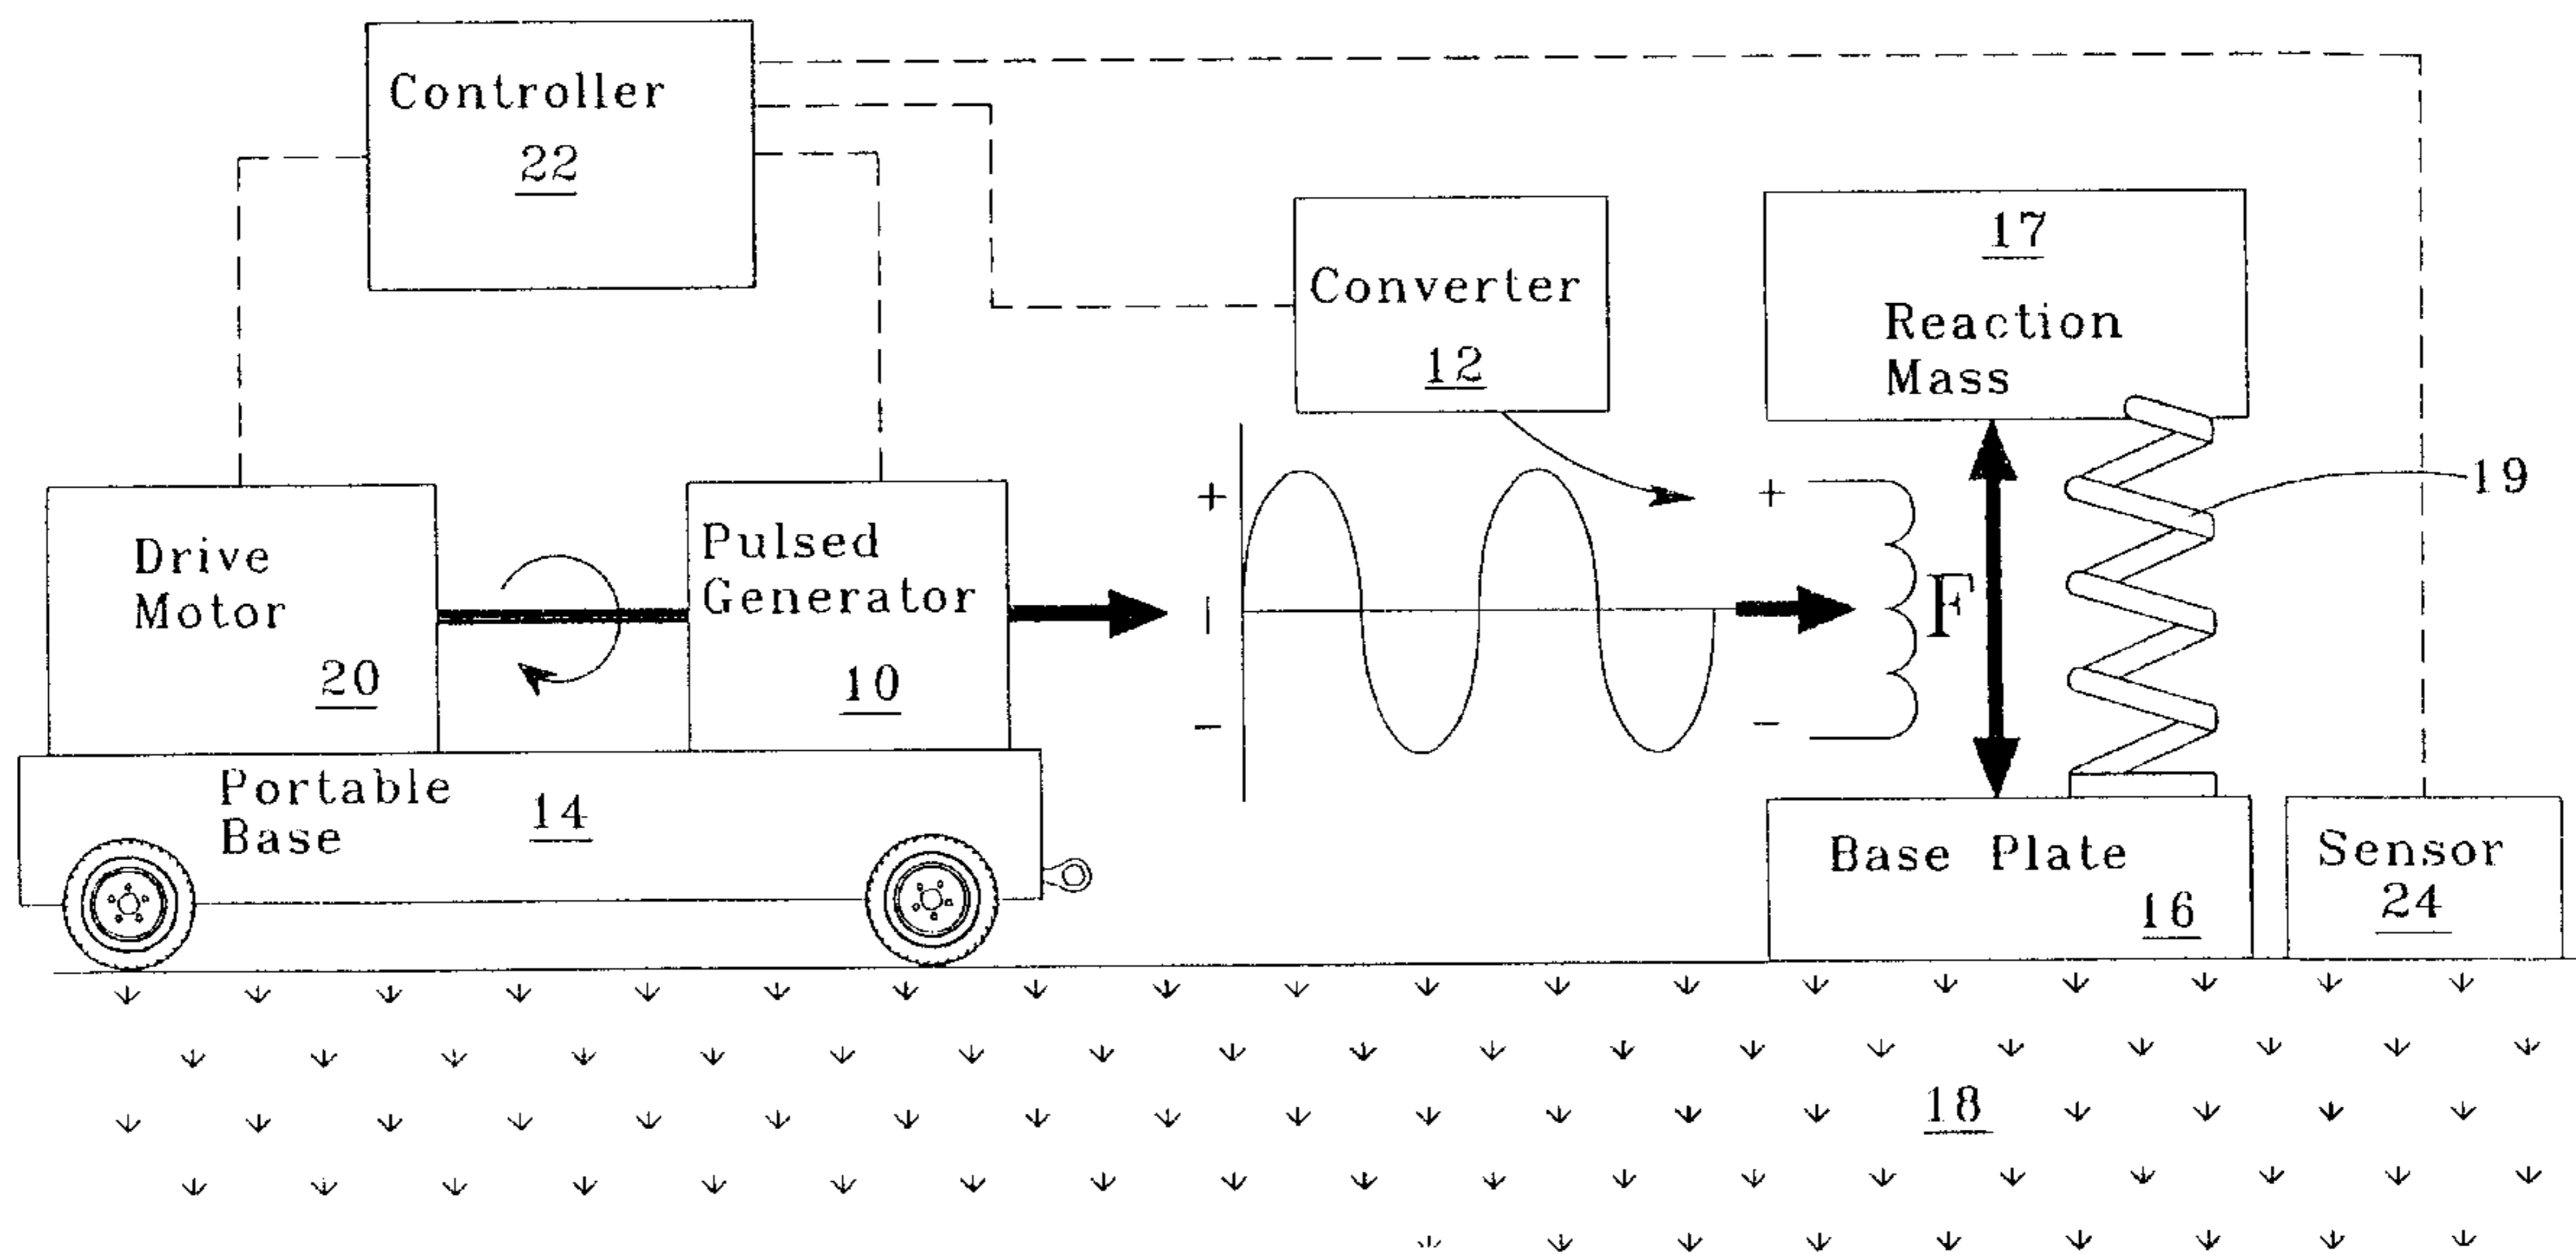 Controller
22
17
Converter
12
Reaction
Mass
19
Drive
Motor
20
Pulsed
Generator
10
+
-
+
-
F
Portable
Base
14
Base Plate
16
Sensor
24
18